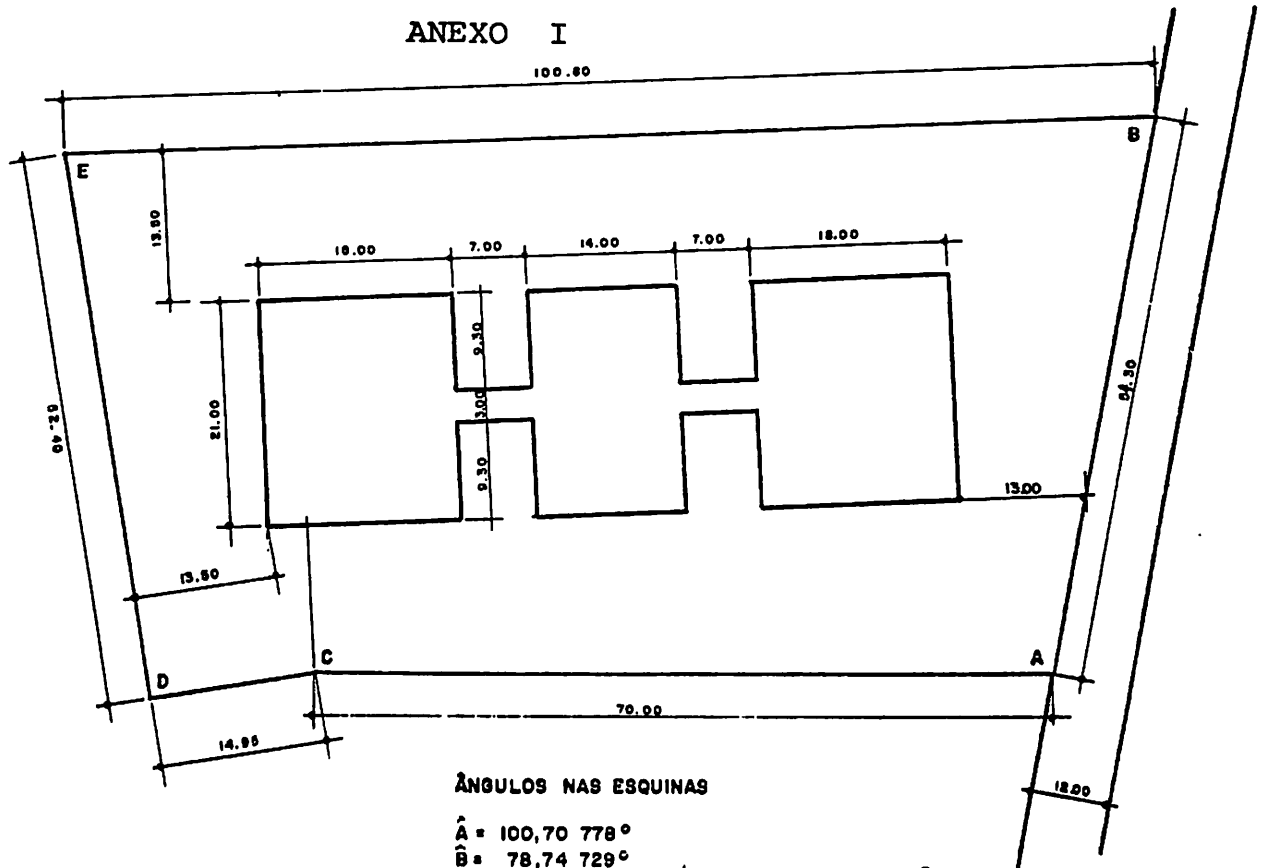 ANEXO I
100.80
E
B
13.50
18.00
7.00
14.00
7.00
18.00
9.30
3.00
9.30
21.00
52.40
13.00
13.50
D
C
A
70.00
14.95
12.00
ÂNGULOS NAS ESQUINAS
Â = 100,70 778°
B̂ = 78,74 729°